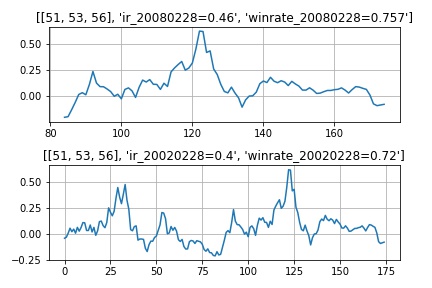 [[51, 53, 56], 'ir_20080228=0.46', 'winrate_20080228=0.757']
0.50
0.25
0.00
80 100 120 140 160
[[51, 53, 56], 'ir_20020228=0.4', 'winrate_20020228=0.72']
0.50
0.25
0.00
−0.25
0 25 50 75 100 125 150 175